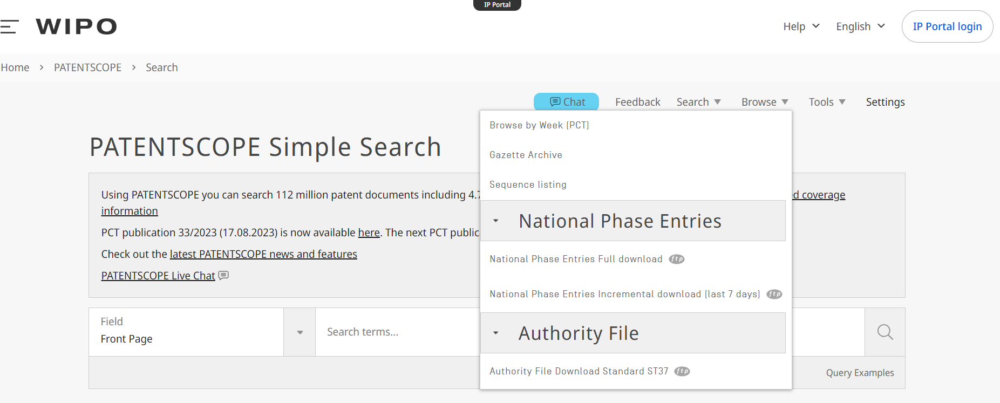 IP Portal
WIPO
Help
English
IP Portal login
Home > PATENTSCOPE > Search
Chat
Feedback
Search
Browse
Tools
Settings
Browse by Week (PCT)
Gazette Archive
Sequence listing
National Phase Entries
National Phase Entries Full download ftp
National Phase Entries Incremental download (last 7 days) ftp
Authority File
Authority File Download Standard ST37 ftp
PATENTSCOPE Simple Search
Using PATENTSCOPE you can search 112 million patent documents including 4.7
d coverage
information
PCT publication 33/2023 (17.08.2023) is now available here. The next PCT public
Check out the latest PATENTSCOPE news and features
PATENTSCOPE Live Chat
Field
Front Page
Search terms...
Query Examples